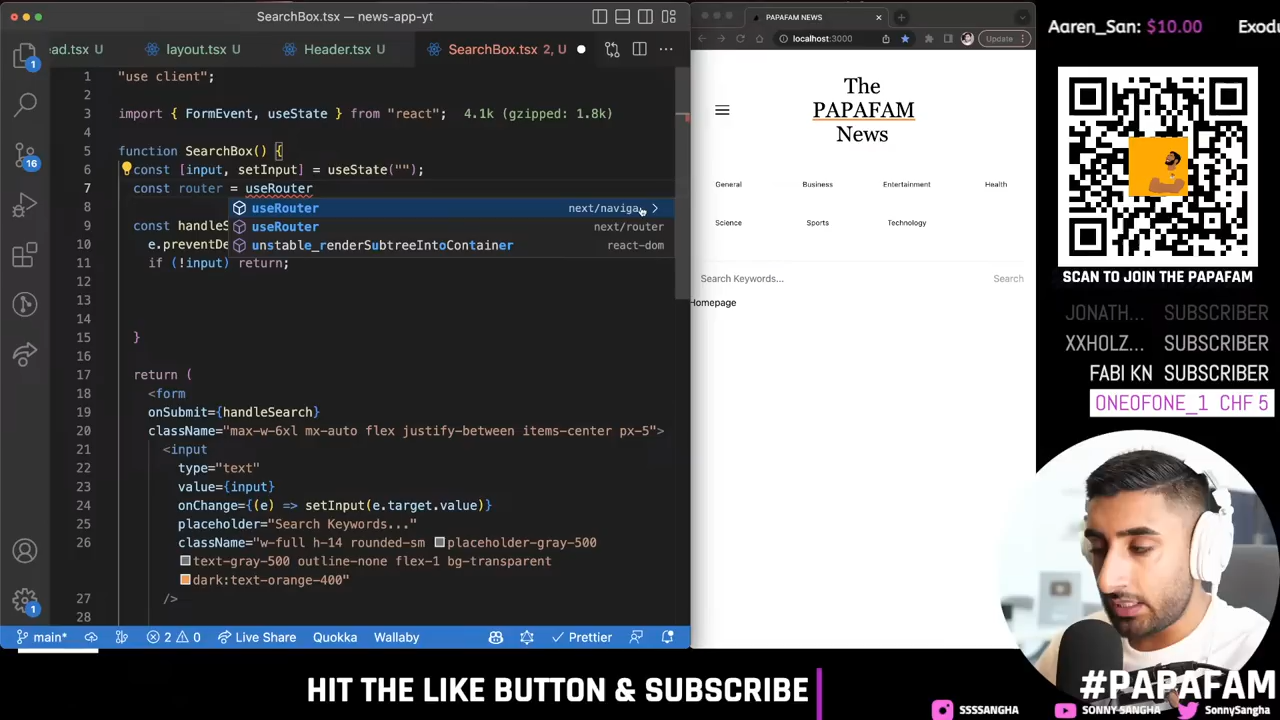 SearchBox.tsx — news-app-yt
ad.tsx U
layout.tsx U
Header.tsx U
SearchBox.tsx 2, U
1 "use client";
2
3 import { FormEvent, useState } from "react"; 4.1k (gzipped: 1.8k)
4
5 function SearchBox() {
6 const [input, setInput] = useState("");
7 const router = useRouter
useRouter next/naviga
8
useRouter next/router
9 const handle
unstable_renderSubtreeIntoContainer react-dom
10 e.preventDe
11 if (!input) return;
12
13
14
15 }
16
17 return (
18 <form
19 onSubmit={handleSearch}
20 className="max-w-6xl mx-auto flex justify-between items-center px-5">
21 <input
22 type="text"
23 value={input}
24 onChange={(e) => setInput(e.target.value)}
25 placeholder="Search Keywords..."
26 className="w-full h-14 rounded-sm placeholder-gray-500
text-gray-500 outline-none flex-1 bg-transparent
dark:text-orange-400"
27 />
28
1
16
1
main* 2 0 Live Share Quokka Wallaby Prettier
PAPAFAM NEWS
localhost:3000
Update
The
PAPAFAM
News
General Business Entertainment Health
Science Sports Technology
Search Keywords... Search
Homepage
Aaren_San: $10.00 Exodu
SCAN TO JOIN THE PAPAFAM
JONATH... SUBSCRIBER
XXHOLZ... SUBSCRIBER
FABI KN SUBSCRIBER
ONEOFONE_1 CHF 5
HIT THE LIKE BUTTON & SUBSCRIBE
#PAPAFAM
SSSSANGHA SONNY SANGHA SonnySangha